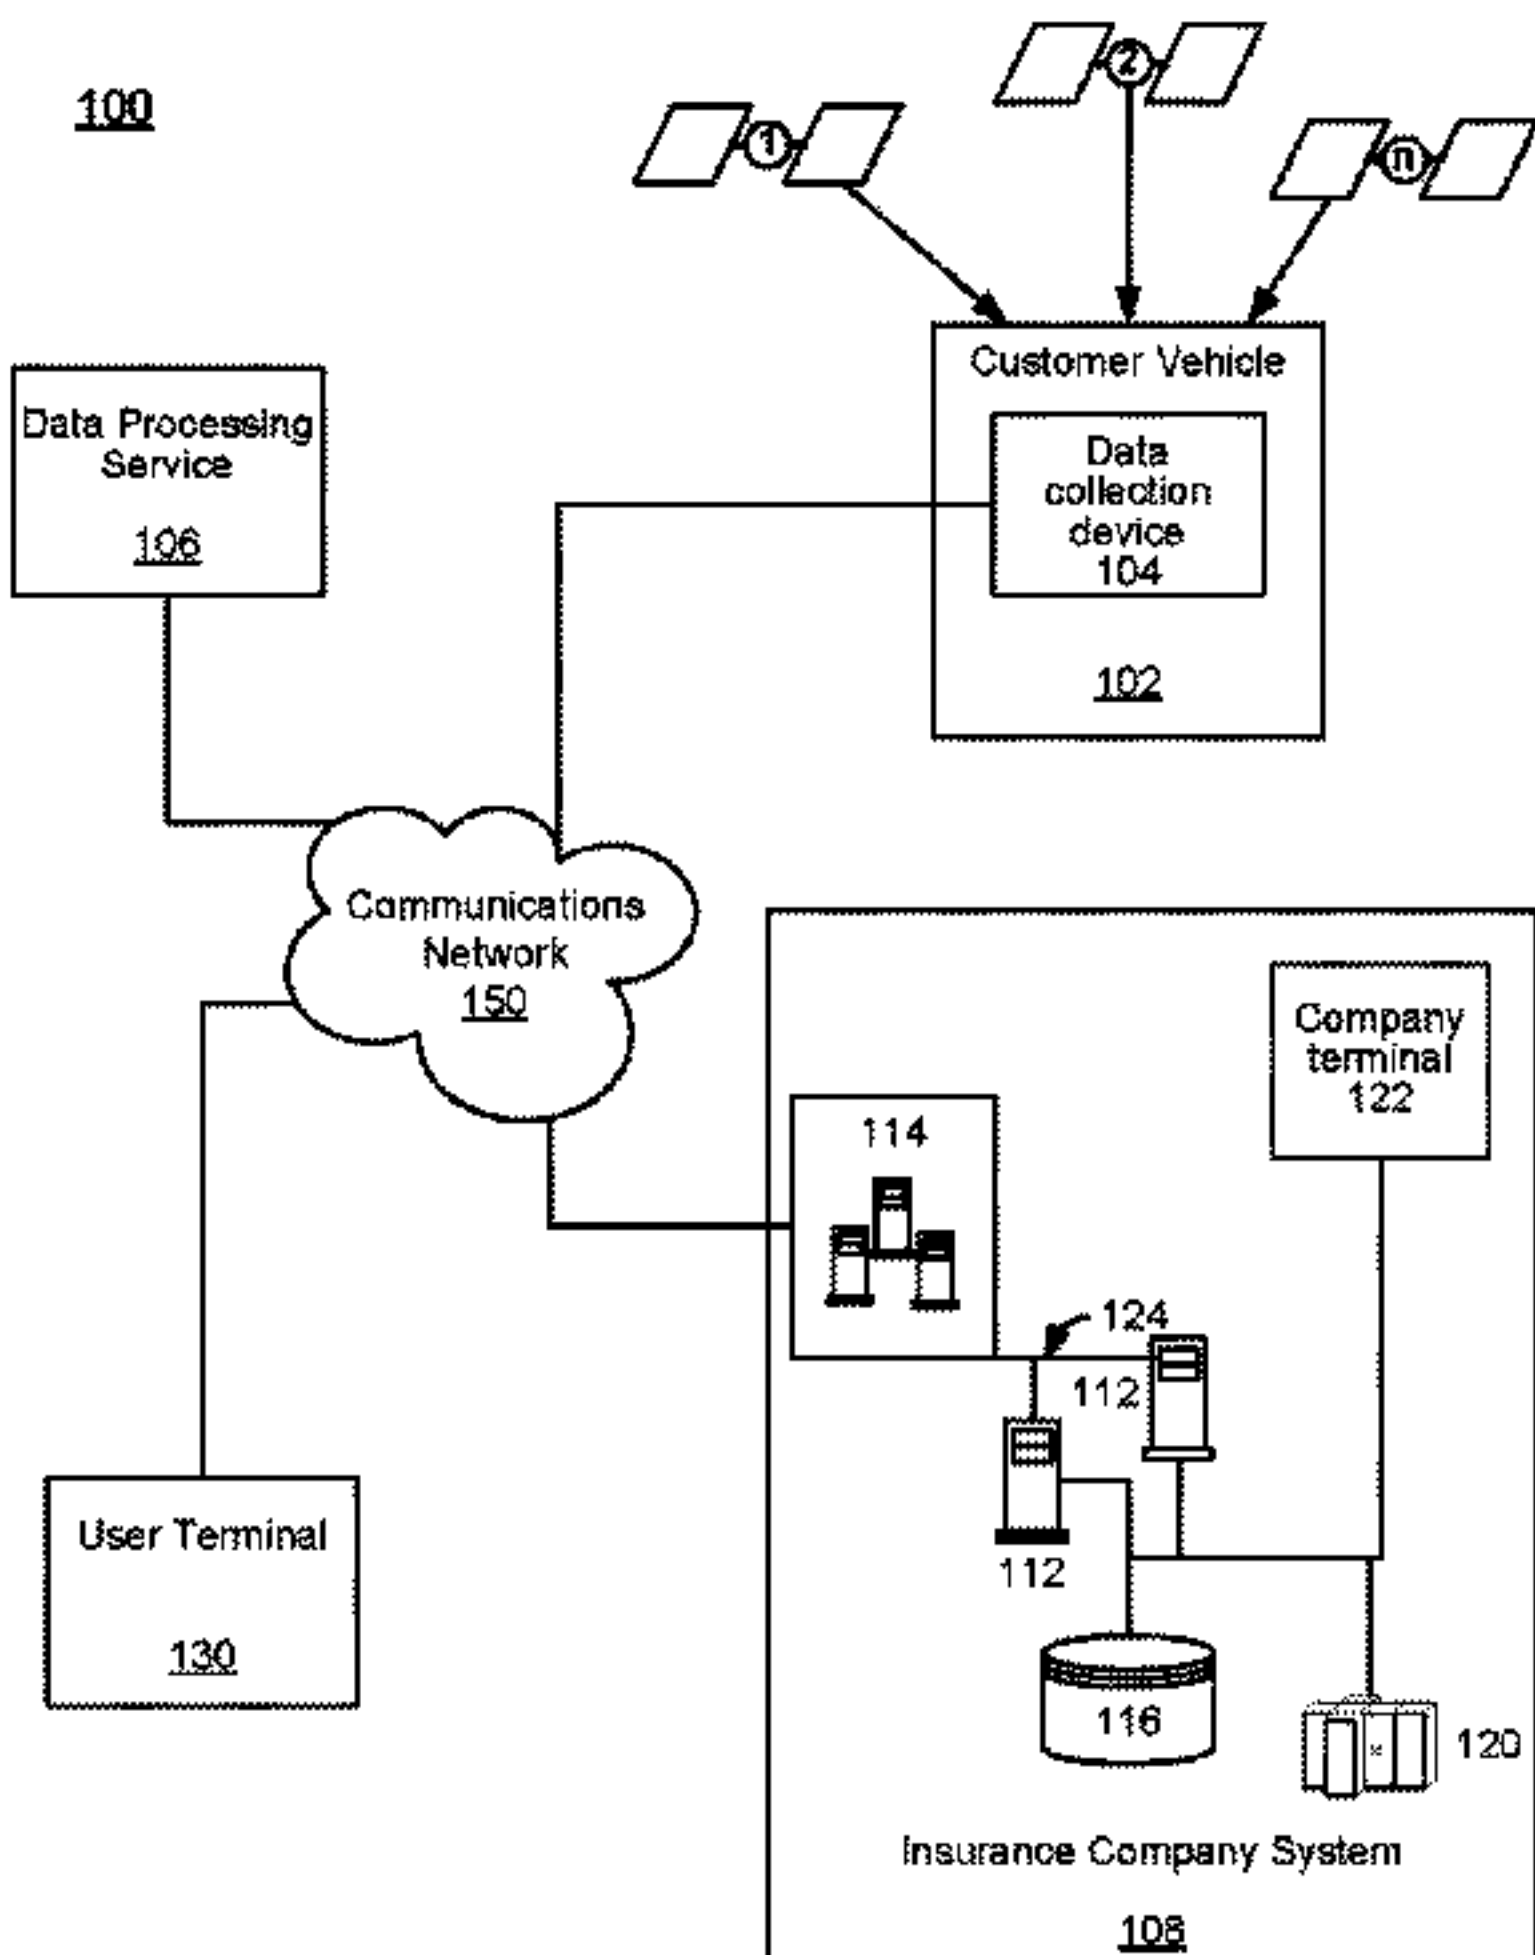 100
1
2
n
Customer Vehicle
Data
collection
device
104
102
Data Processing
Service
106
Communications
Network
150
Company
terminal
122
114
124
112
112
User Terminal
130
116
120
Insurance Company System
108